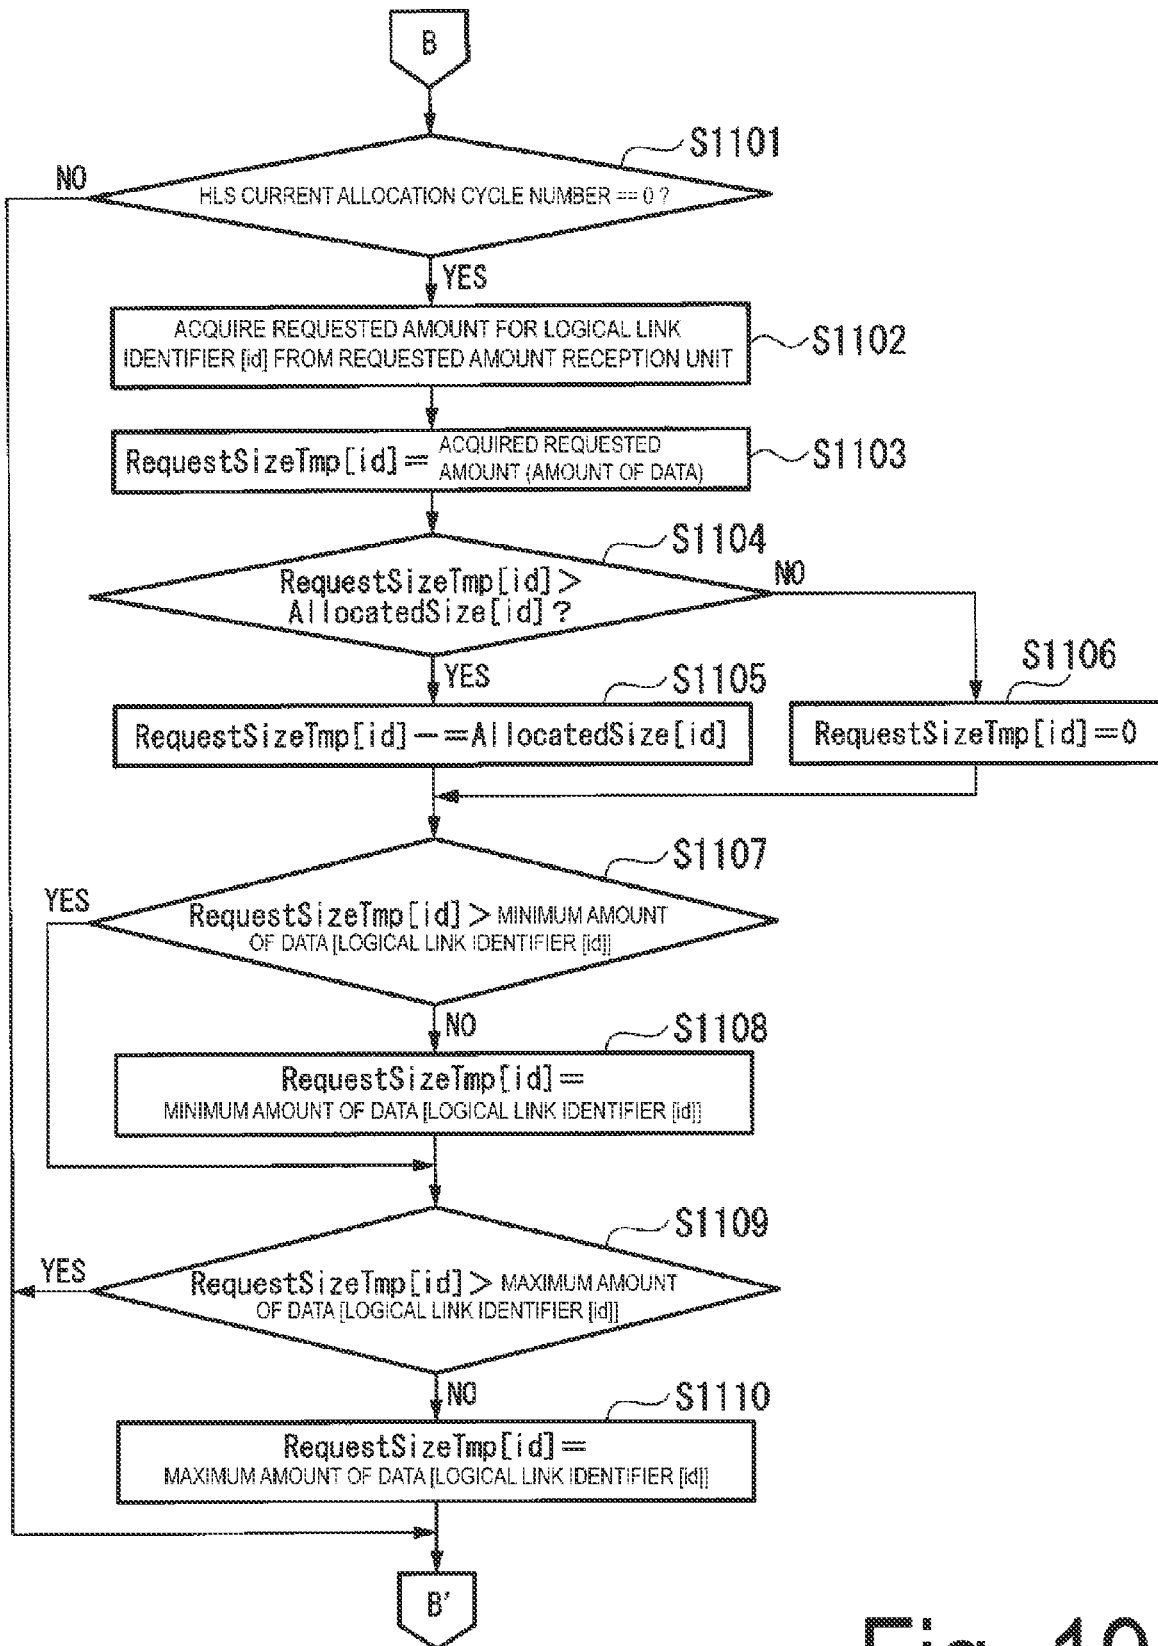 B
S1101
NO
HLS CURRENT ALLOCATION CYCLE NUMBER == 0 ?
YES
ACQUIRE REQUESTED AMOUNT FOR LOGICAL LINK
IDENTIFIER [id] FROM REQUESTED AMOUNT RECEPTION UNIT
S1102
RequestSizeTmp[id]= ACQUIRED REQUESTED
AMOUNT (AMOUNT OF DATA)
S1103
S1104
RequestSizeTmp[id]>
AllocatedSize[id]?
NO
YES
S1105
S1106
RequestSizeTmp[id]-=AllocatedSize[id]
RequestSizeTmp[id]=0
S1107
YES
RequestSizeTmp[id]> MINIMUM AMOUNT
OF DATA [LOGICAL LINK IDENTIFIER [id]]
NO
S1108
RequestSizeTmp[id]=
MINIMUM AMOUNT OF DATA [LOGICAL LINK IDENTIFIER [id]]
S1109
YES
RequestSizeTmp[id]> MAXIMUM AMOUNT
OF DATA [LOGICAL LINK IDENTIFIER [id]]
NO
S1110
RequestSizeTmp[id]=
MAXIMUM AMOUNT OF DATA [LOGICAL LINK IDENTIFIER [id]]
B'